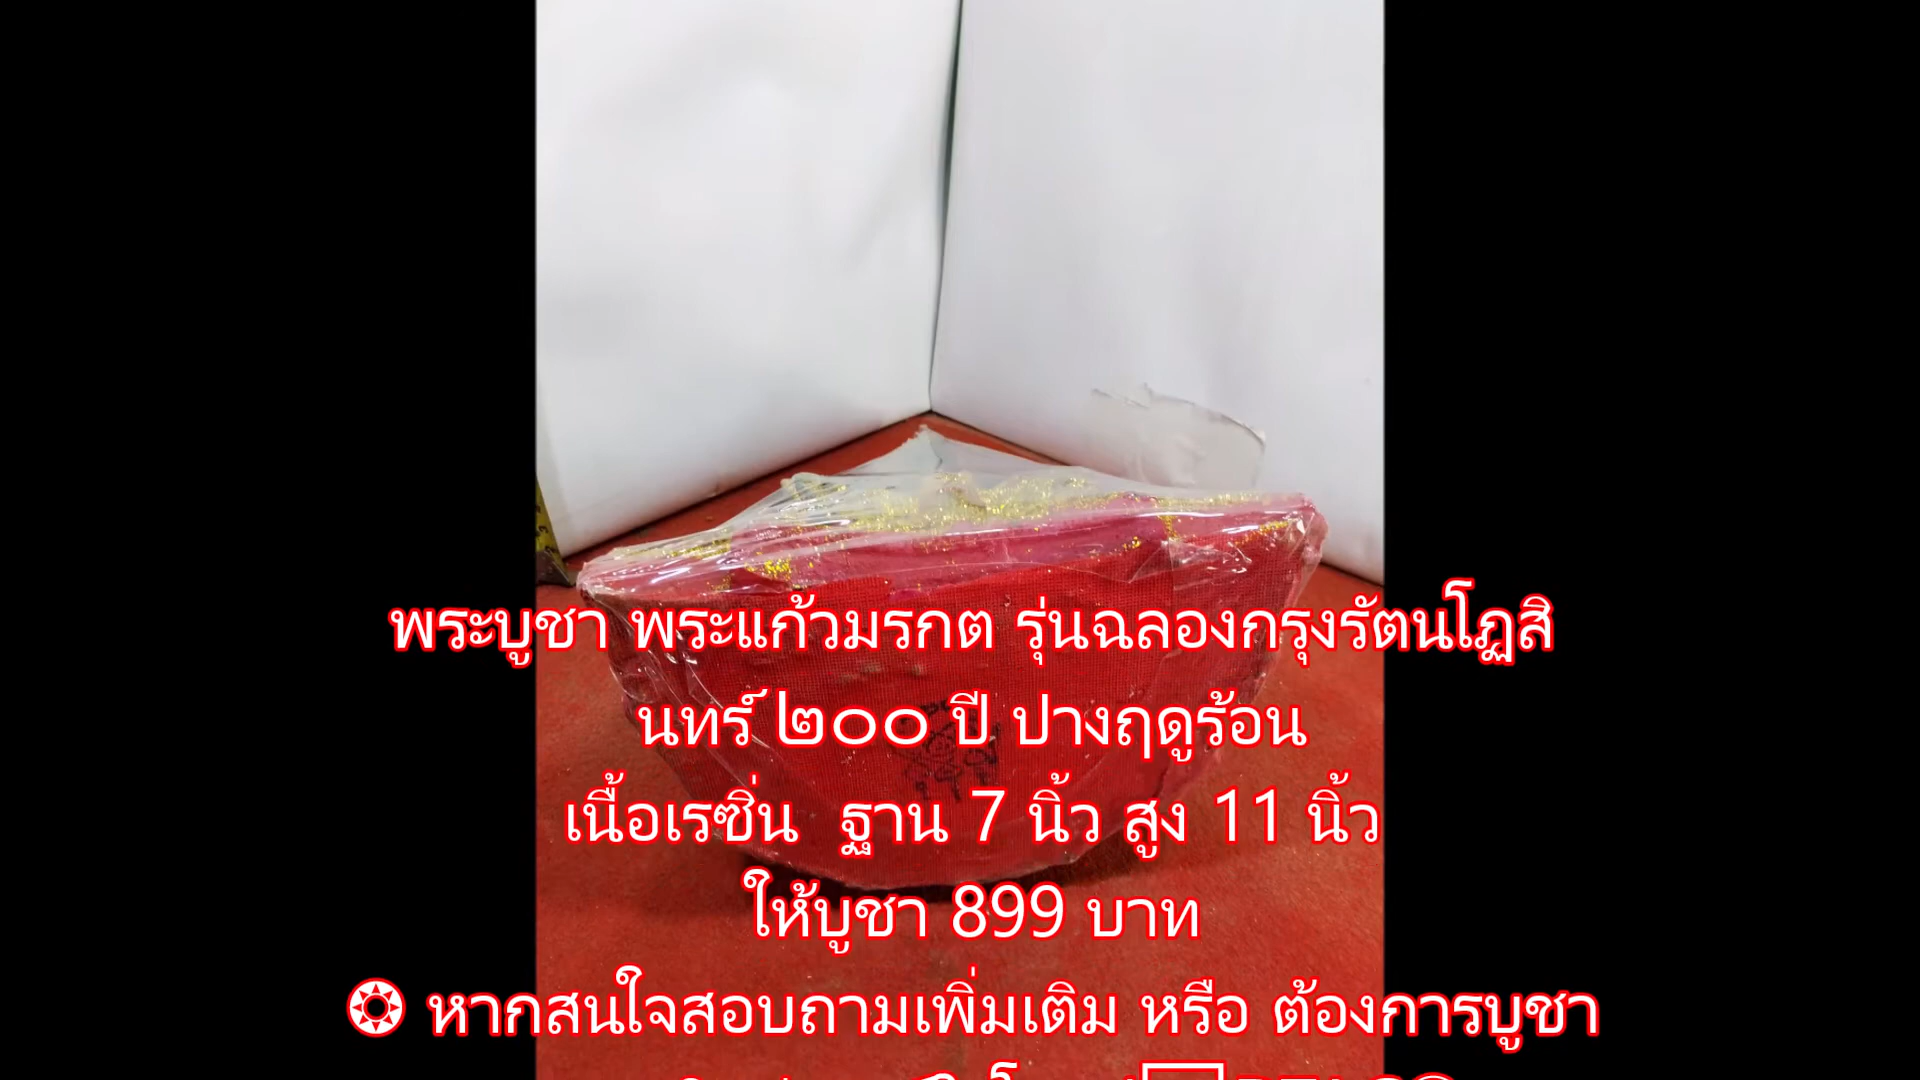 พระบูชา พระแก้วมรกต รุ่นฉลองกรุงรัตนโฏสิ
นทร์ ๒๐๐ ปี ปางฤดูร้อน
เนื้อเรซิ่น  ฐาน 7 นิ้ว สูง 11 นิ้ว
ให้บูชา 899 บาท
❂ หากสนใจสอบถามเพิ่มเติม หรือ ต้องการบูชา